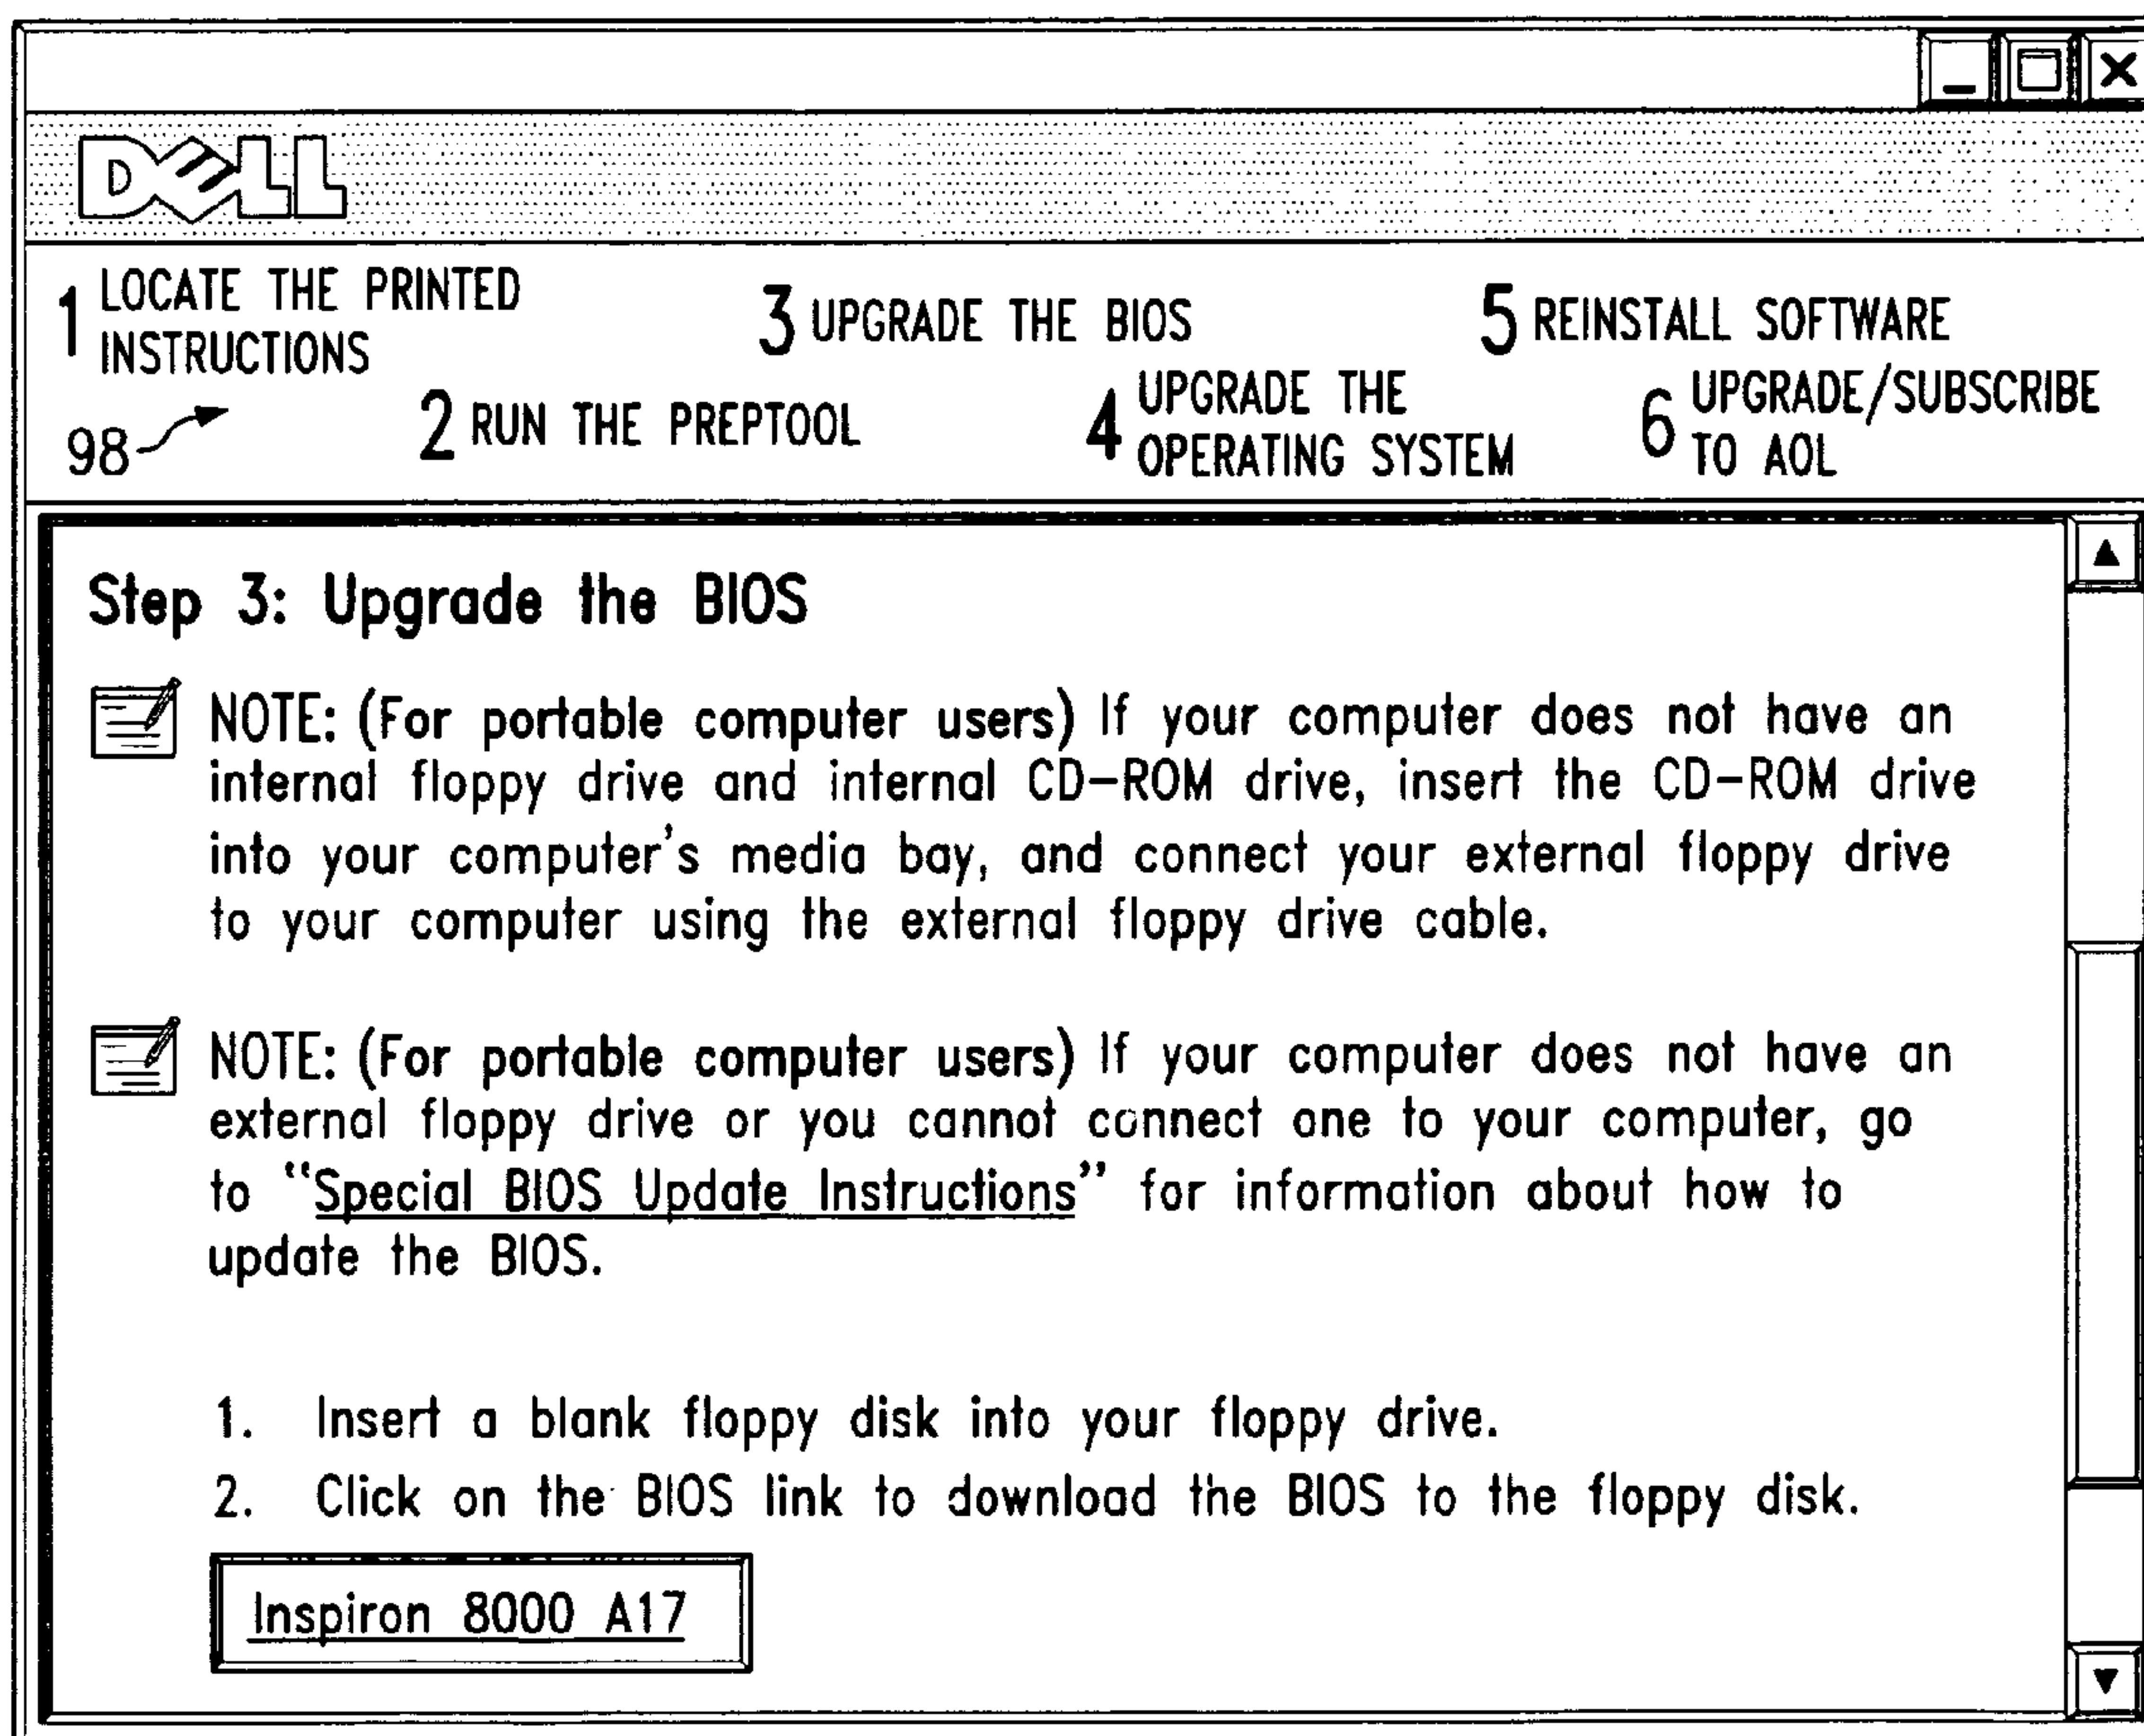 DELL
1 LOCATE THE PRINTED
INSTRUCTIONS
2 RUN THE PREPTOOL
3 UPGRADE THE BIOS
4 UPGRADE THE
OPERATING SYSTEM
5 REINSTALL SOFTWARE
6 UPGRADE/SUBSCRIBE
TO AOL
98
Step 3: Upgrade the BIOS
NOTE: (For portable computer users) If your computer does not have an
internal floppy drive and internal CD-ROM drive, insert the CD-ROM drive
into your computer's media bay, and connect your external floppy drive
to your computer using the external floppy drive cable.
NOTE: (For portable computer users) If your computer does not have an
external floppy drive or you cannot connect one to your computer, go
to “Special BIOS Update Instructions” for information about how to
update the BIOS.
1. Insert a blank floppy disk into your floppy drive.
2. Click on the BIOS link to download the BIOS to the floppy disk.
Inspiron 8000 A17